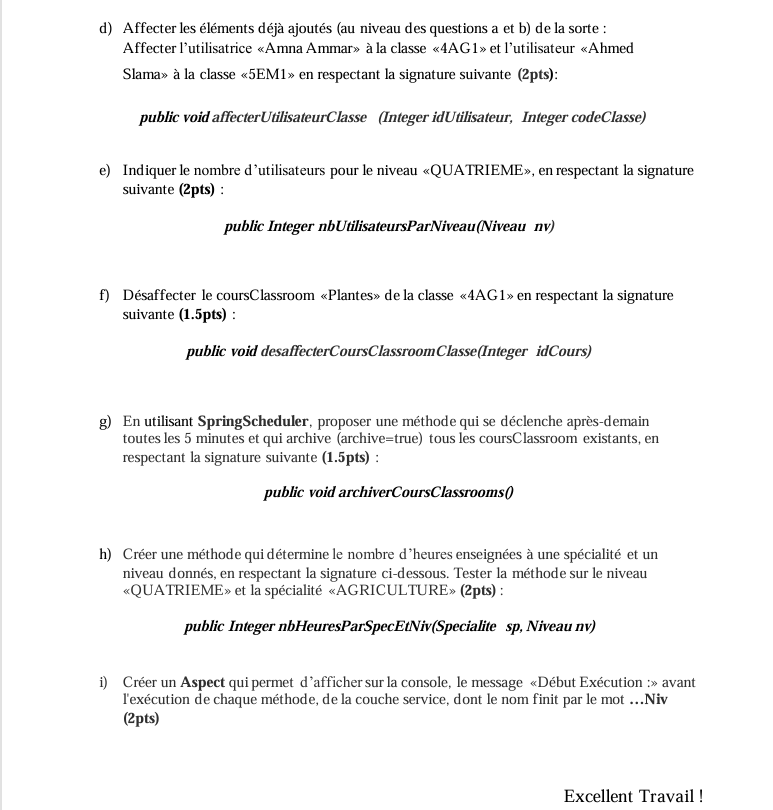 d) Affecter les éléments déjà ajoutés (au niveau des questions a et b) de la sorte :
Affecter l'utilisatrice «Amna Ammar» à la classe «4AG1» et l'utilisateur «Ahmed
Slama» à la classe «5EM1» en respectant la signature suivante (2pts):
public void affecterUtilisateurClasse (Integer idUtilisateur, Integer codeClasse)
e) Indiquer le nombre d'utilisateurs pour le niveau «QUATRIEME», en respectant la signature
suivante (2pts) :
public Integer nbUtilisateursParNiveau(Niveau nv)
f) Désaffecter le coursClassroom «Plantes» de la classe «4AG1» en respectant la signature
suivante (1.5pts) :
public void desaffecterCoursClassroomClasse(Integer idCours)
g) En utilisant SpringScheduler, proposer une méthode qui se déclenche après-demain
toutes les 5 minutes et qui archive (archive=true) tous les coursClassroom existants, en
respectant la signature suivante (1.5pts) :
public void archiverCoursClassrooms()
h) Créer une méthode qui détermine le nombre d'heures enseignées à une spécialité et un
niveau donnés, en respectant la signature ci-dessous. Tester la méthode sur le niveau
«QUATRIEME» et la spécialité «AGRICULTURE» (2pts) :
public Integer nbHeuresParSpecEtNiv(Specialite sp, Niveau nv)
i) Créer un Aspect qui permet d'afficher sur la console, le message «Début Exécution :» avant
l'exécution de chaque méthode, de la couche service, dont le nom finit par le mot …Niv
(2pts)
Excellent Travail !